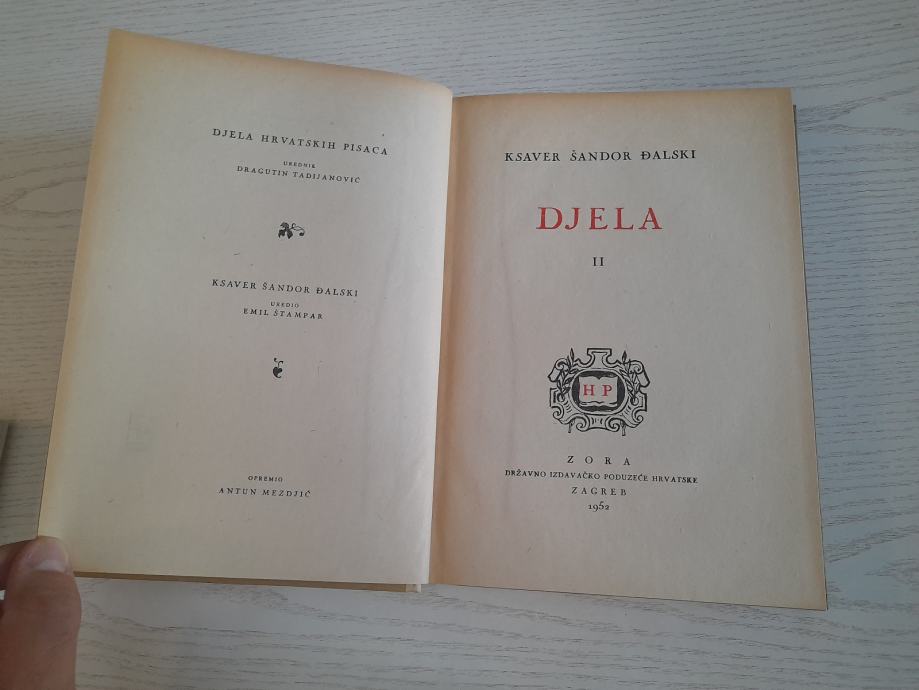 DJELA HRVATSKIH PISACA
UREDNIK
DRAGUTIN TADIJANOVIĆ
KSAVER ŠANDOR ĐALSKI
UREDIO
EMIL ŠTAMPAR
OPREMIO
ANTUN MEZDJIĆ
KSAVER ŠANDOR ĐALSKI
DJELA
II
H P
ZORA
DRŽAVNO IZDAVAČKO PODUZEĆE HRVATSKE
ZAGREB
1952